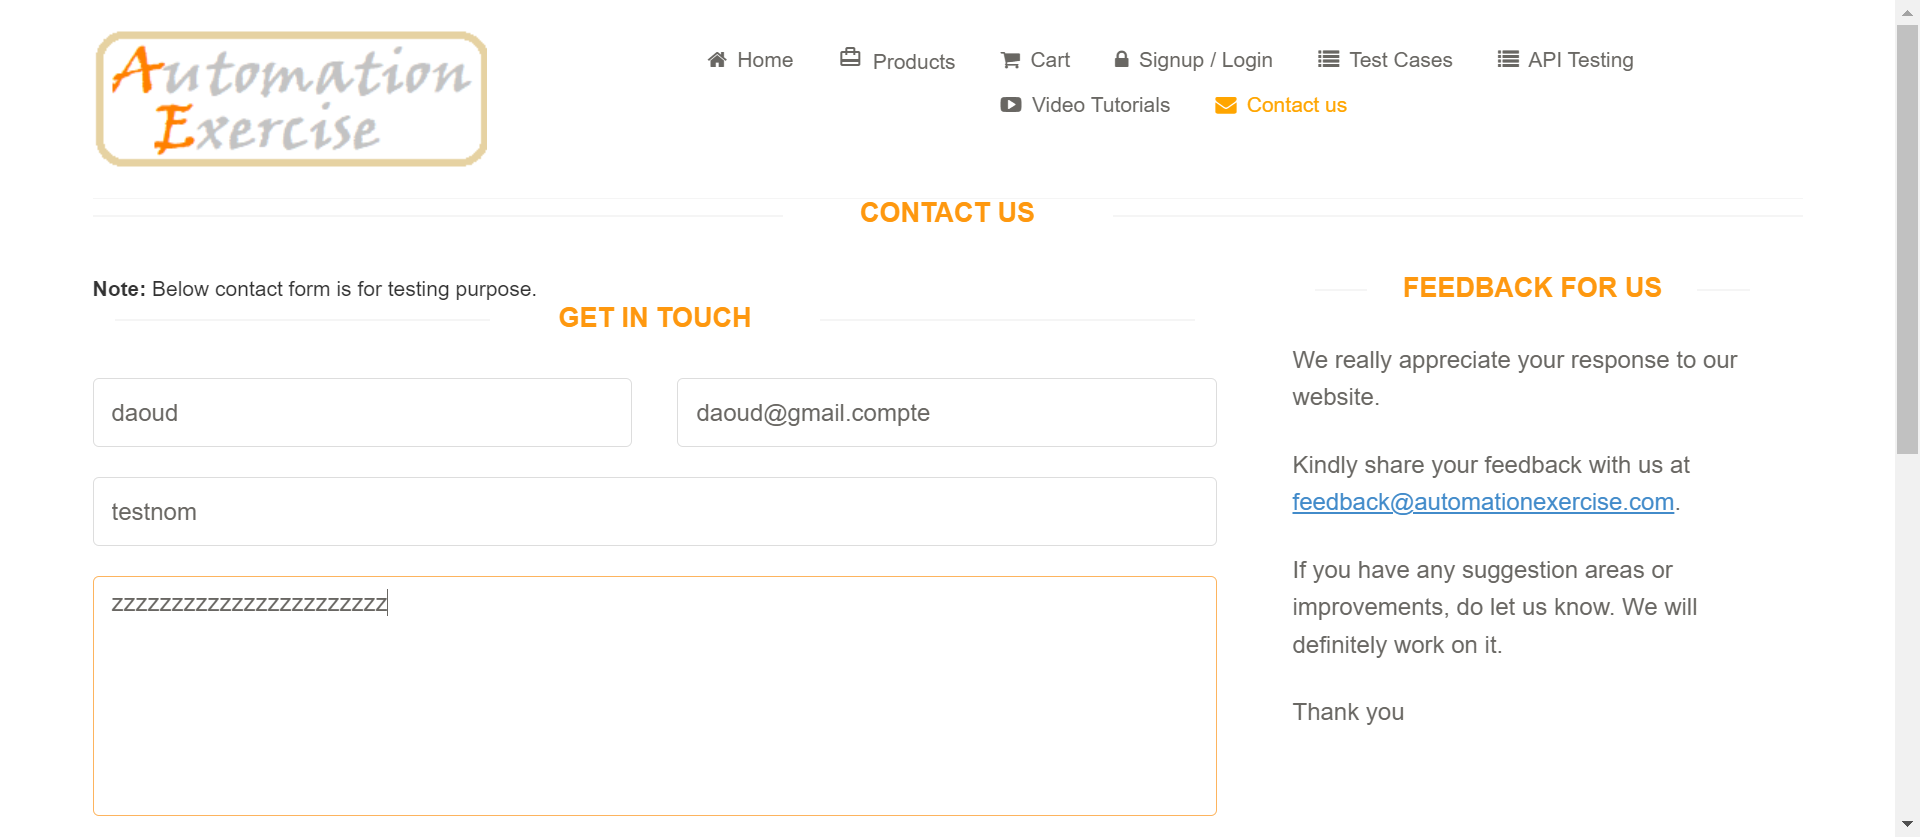 Automation
Exercise
Home Products Cart Signup / Login Test Cases API Testing
Video Tutorials Contact us
CONTACT US
Note: Below contact form is for testing purpose.
GET IN TOUCH
daoud
daoud@gmail.compte
testnom
zzzzzzzzzzzzzzzzzzzzzzz
FEEDBACK FOR US
We really appreciate your response to our
website.
Kindly share your feedback with us at
feedback@automationexercise.com.
If you have any suggestion areas or
improvements, do let us know. We will
definitely work on it.
Thank you